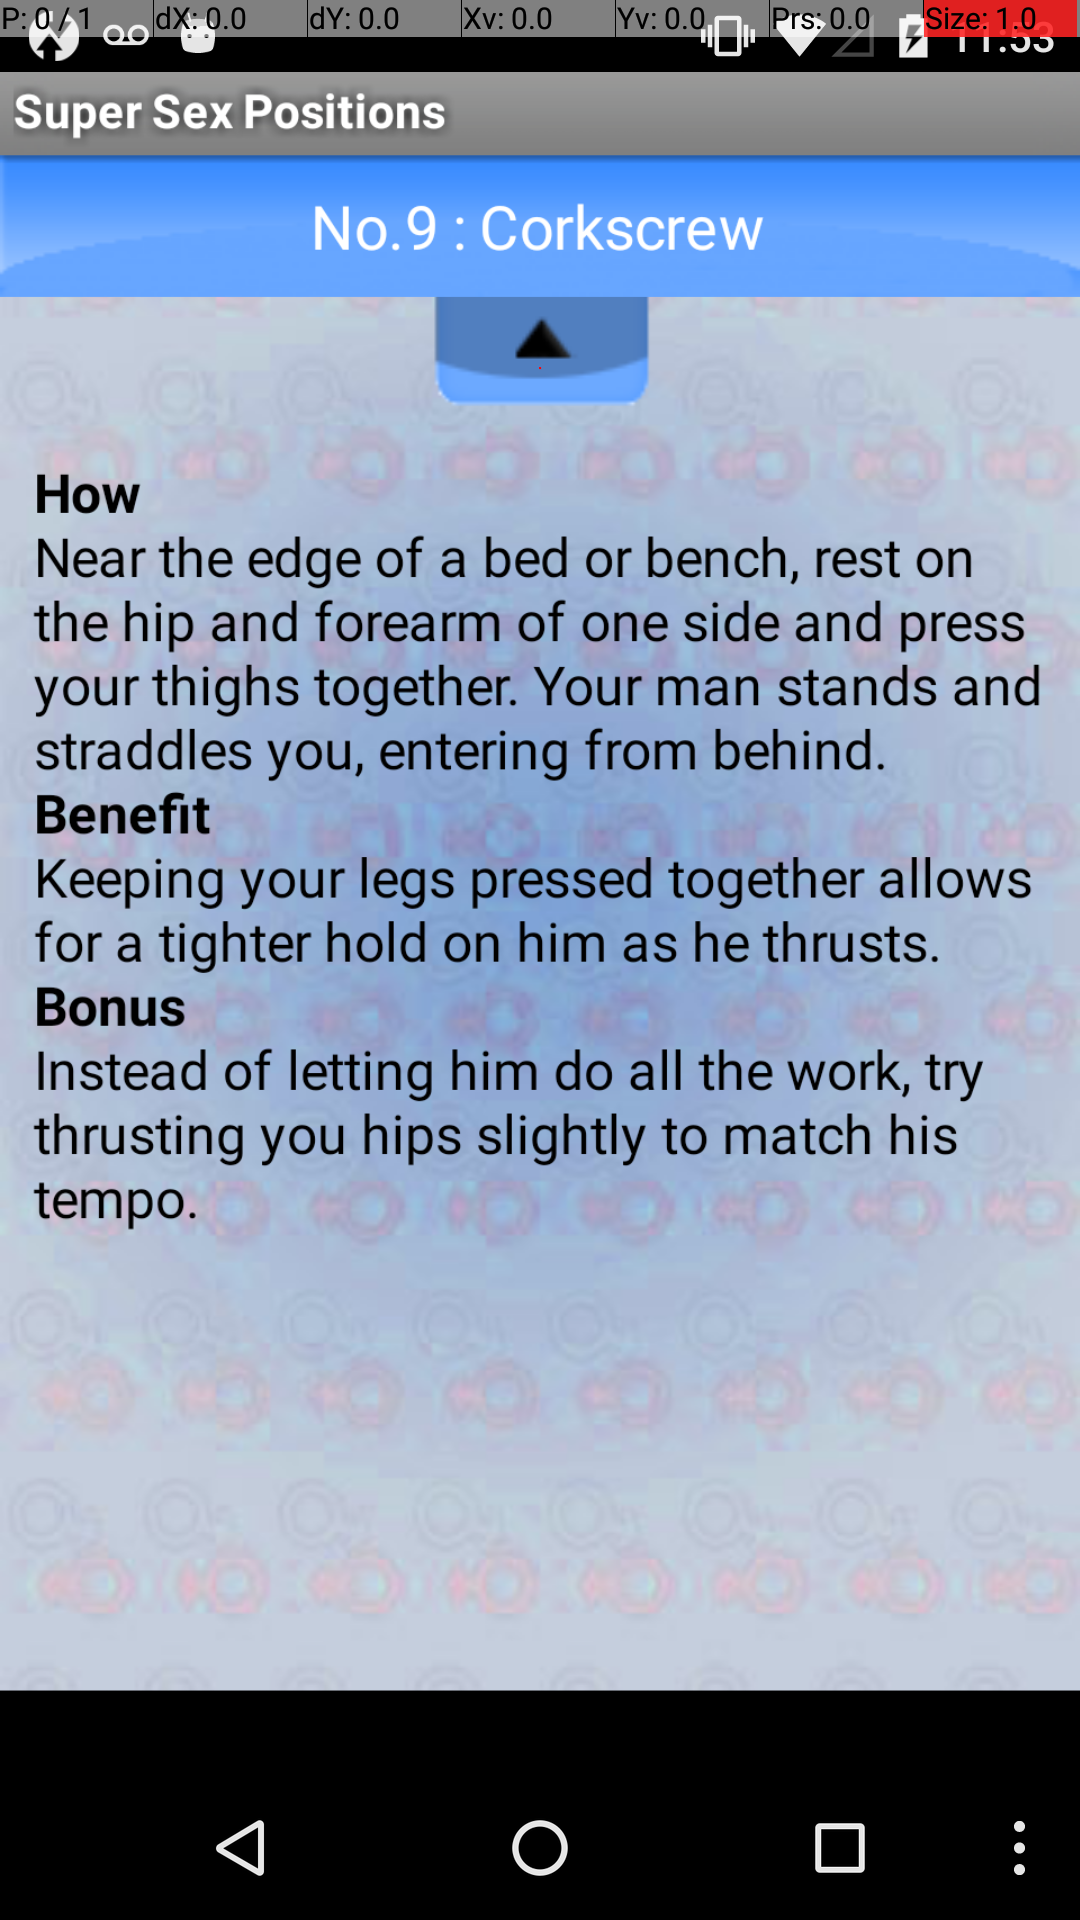 P: 0 / 1 dX: 0.0 dY: 0.0 Xv: 0.0 Yv: 0.0 Prs: 0.0 Size: 1.0
11:53
Super Sex Positions
No.9 : Corkscrew
How
Near the edge of a bed or bench, rest on
the hip and forearm of one side and press
your thighs together. Your man stands and
straddles you, entering from behind.
Benefit
Keeping your legs pressed together allows
for a tighter hold on him as he thrusts.
Bonus
Instead of letting him do all the work, try
thrusting you hips slightly to match his
tempo.